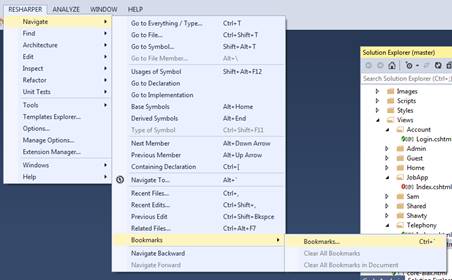 RESHARPER ANALYZE WINDOW HELP
Navigate
Find
Architecture
Edit
Inspect
Refactor
Unit Tests
Tools
Templates Explorer...
Options...
Manage Options...
Extension Manager...
Windows
Help
Go to Everything / Type... Ctrl+T
Go to File... Ctrl+Shift+T
Go to Symbol... Shift+Alt+T
Go to File Member... Alt+\
Usages of Symbol Shift+Alt+F12
Go to Declaration
Go to Implementation
Base Symbols Alt+Home
Derived Symbols Alt+End
Type of Symbol Ctrl+Shift+F11
Next Member Alt+Down Arrow
Previous Member Alt+Up Arrow
Containing Declaration Ctrl+[
Navigate To... Alt+`
Recent Files... Ctrl+,
Recent Edits... Ctrl+Shift+,
Previous Edit Ctrl+Shift+Bkspce
Related Files... Ctrl+Alt+F7
Bookmarks
Navigate Backward
Navigate Forward
Bookmarks... Ctrl+`
Clear All Bookmarks
Clear All Bookmarks in Document
Solution Explorer (master)
Search Solution Explorer (Ctrl+;)
Images
Scripts
Styles
Views
Account
Login.cshtm
Admin
Guest
Home
JobApp
Index.cshtm
Sam
Shared
Shawty
Telephony